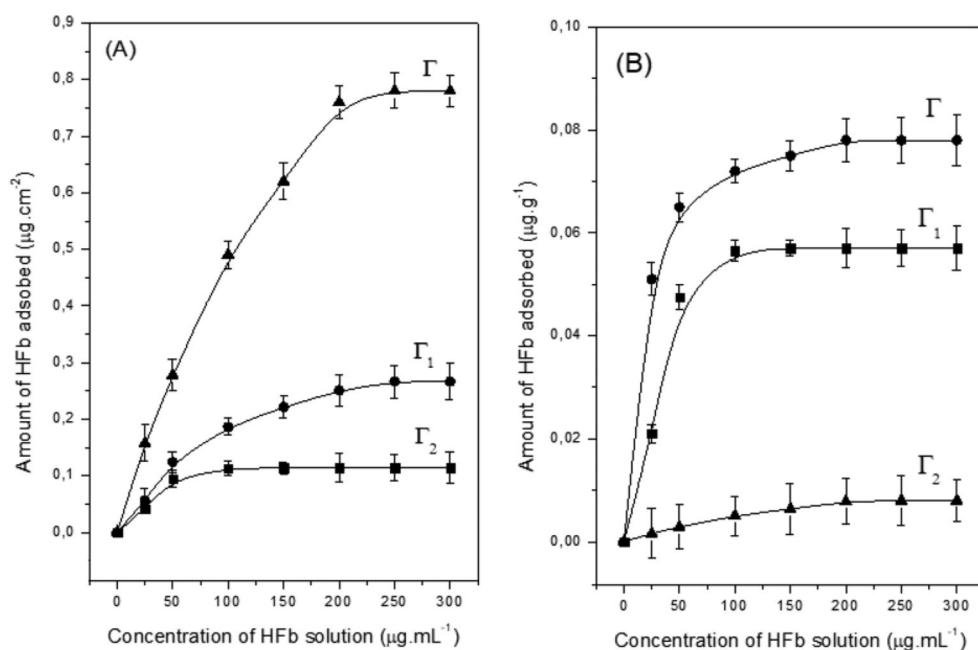 (A)
Γ
Γ1
Γ2
0,9
0,8
0,7
0,6
0,5
0,4
0,3
0,2
0,1
0,0
0
50
100
150
200
250
300
Amount of HFb adsobed (µg.cm⁻²)
Concentration of HFb solution (µg.mL⁻¹)
(B)
Γ
Γ1
Γ2
0,10
0,08
0,06
0,04
0,02
0,00
0
50
100
150
200
250
300
Amount of HFb adsorbed (µg.g⁻¹)
Concentration of HFb solution (µg.mL⁻¹)